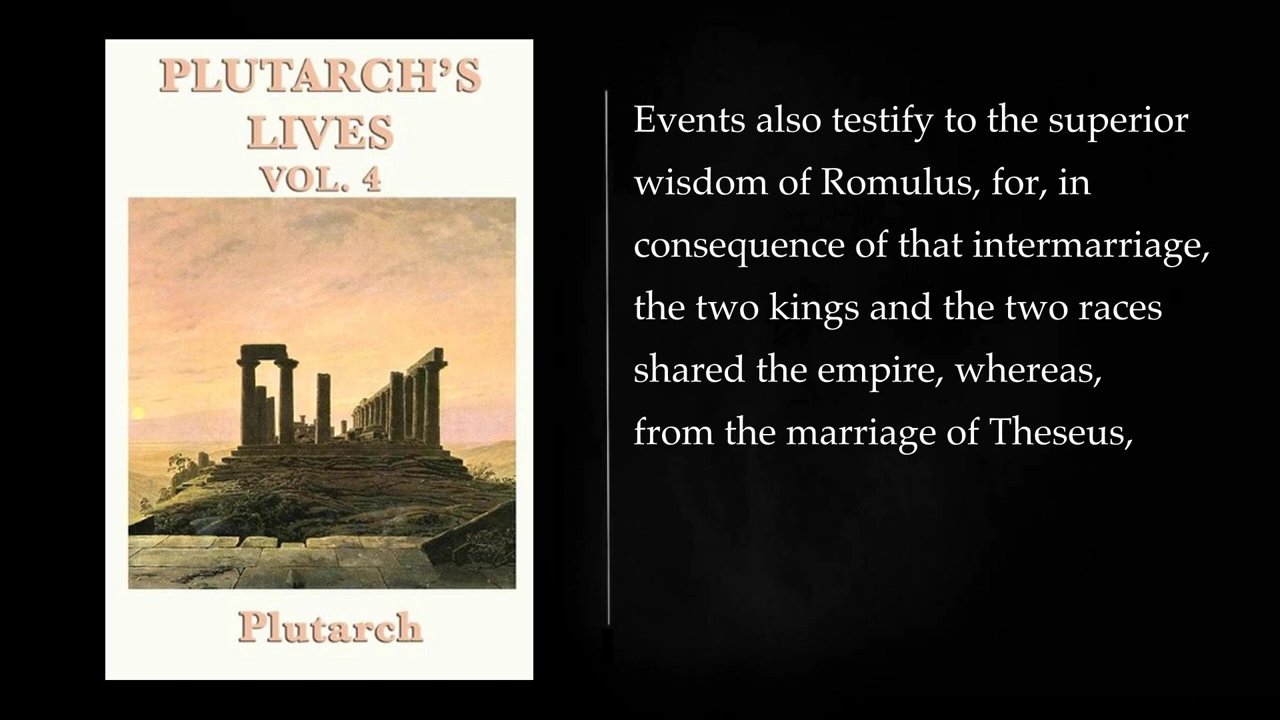 PLUTARCH'S
LIVES
VOL. 4
Plutarch
Events also testify to the superior
wisdom of Romulus, for, in
consequence of that intermarriage,
the two kings and the two races
shared the empire, whereas,
from the marriage of Theseus,